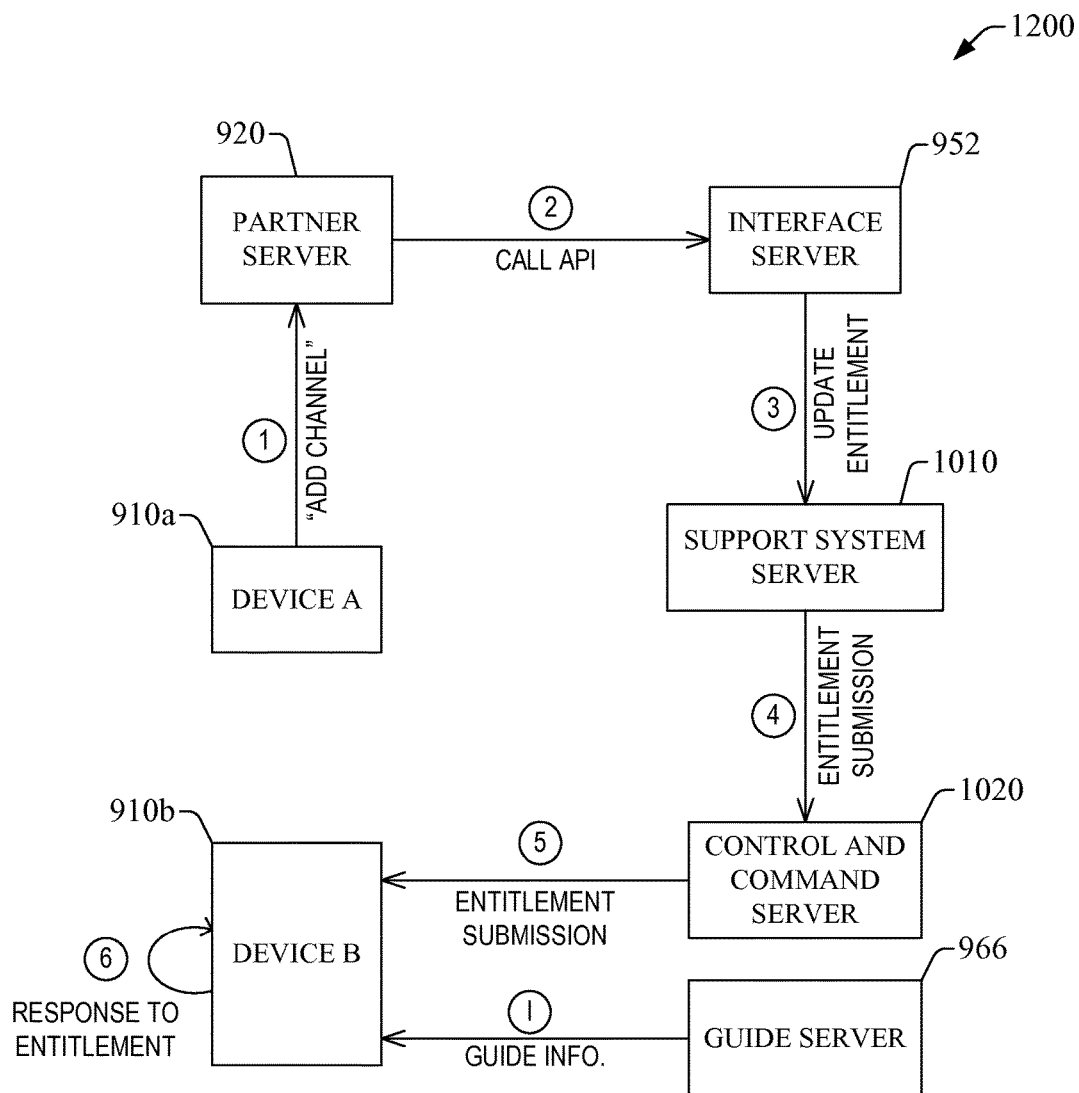 1200
920
952
PARTNER
SERVER
2
CALL API
INTERFACE
SERVER
1
"ADD CHANNEL"
3
UPDATE
ENTITLEMENT
910a
DEVICE A
1010
SUPPORT SYSTEM
SERVER
4
ENTITLEMENT
SUBMISSION
910b
1020
5
ENTITLEMENT
SUBMISSION
CONTROL AND
COMMAND
SERVER
DEVICE B
6
RESPONSE TO
ENTITLEMENT
966
I
GUIDE INFO.
GUIDE SERVER